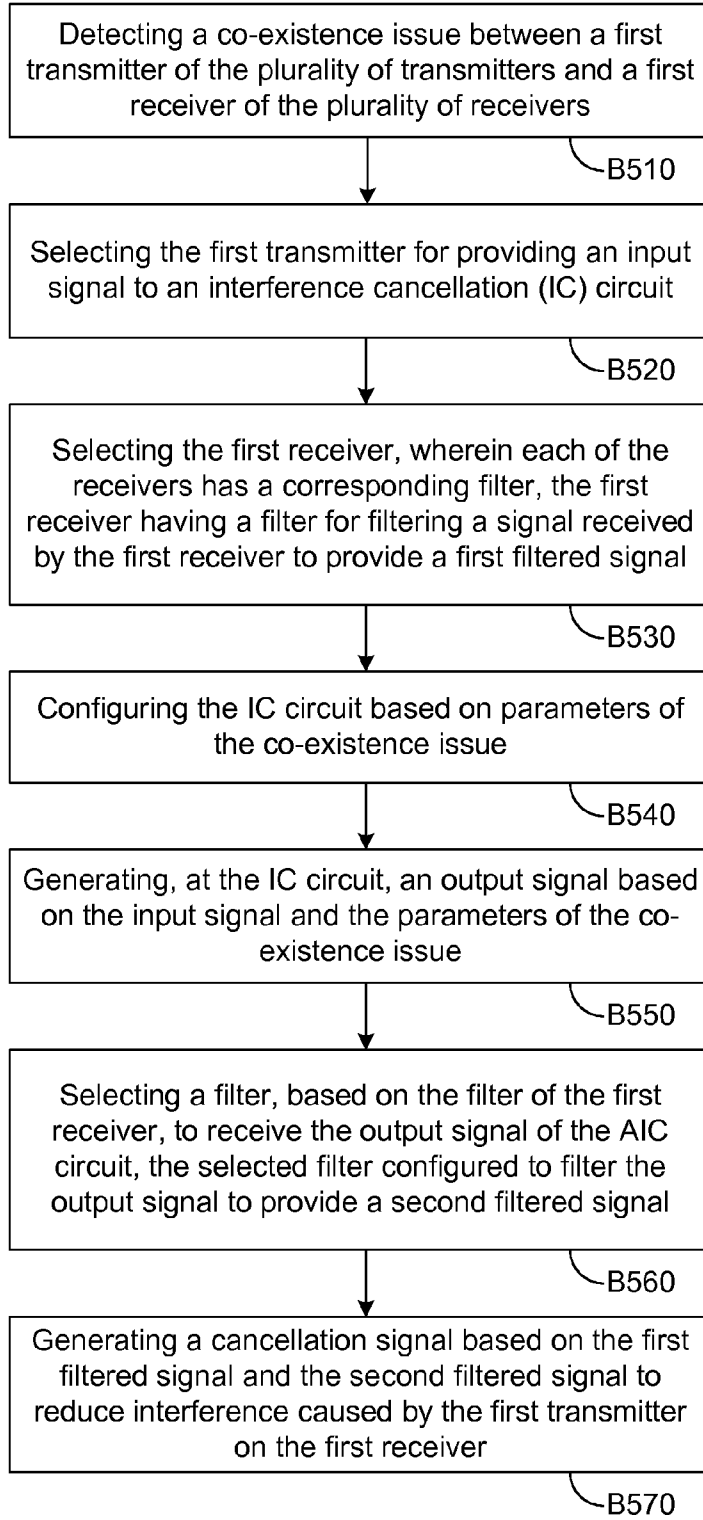 Detecting a co-existence issue between a first
transmitter of the plurality of transmitters and a first
receiver of the plurality of receivers
B510
Selecting the first transmitter for providing an input
signal to an interference cancellation (IC) circuit
B520
Selecting the first receiver, wherein each of the
receivers has a corresponding filter, the first
receiver having a filter for filtering a signal received
by the first receiver to provide a first filtered signal
B530
Configuring the IC circuit based on parameters of
the co-existence issue
B540
Generating, at the IC circuit, an output signal based
on the input signal and the parameters of the co-
existence issue
B550
Selecting a filter, based on the filter of the first
receiver, to receive the output signal of the AIC
circuit, the selected filter configured to filter the
output signal to provide a second filtered signal
B560
Generating a cancellation signal based on the first
filtered signal and the second filtered signal to
reduce interference caused by the first transmitter
on the first receiver
B570